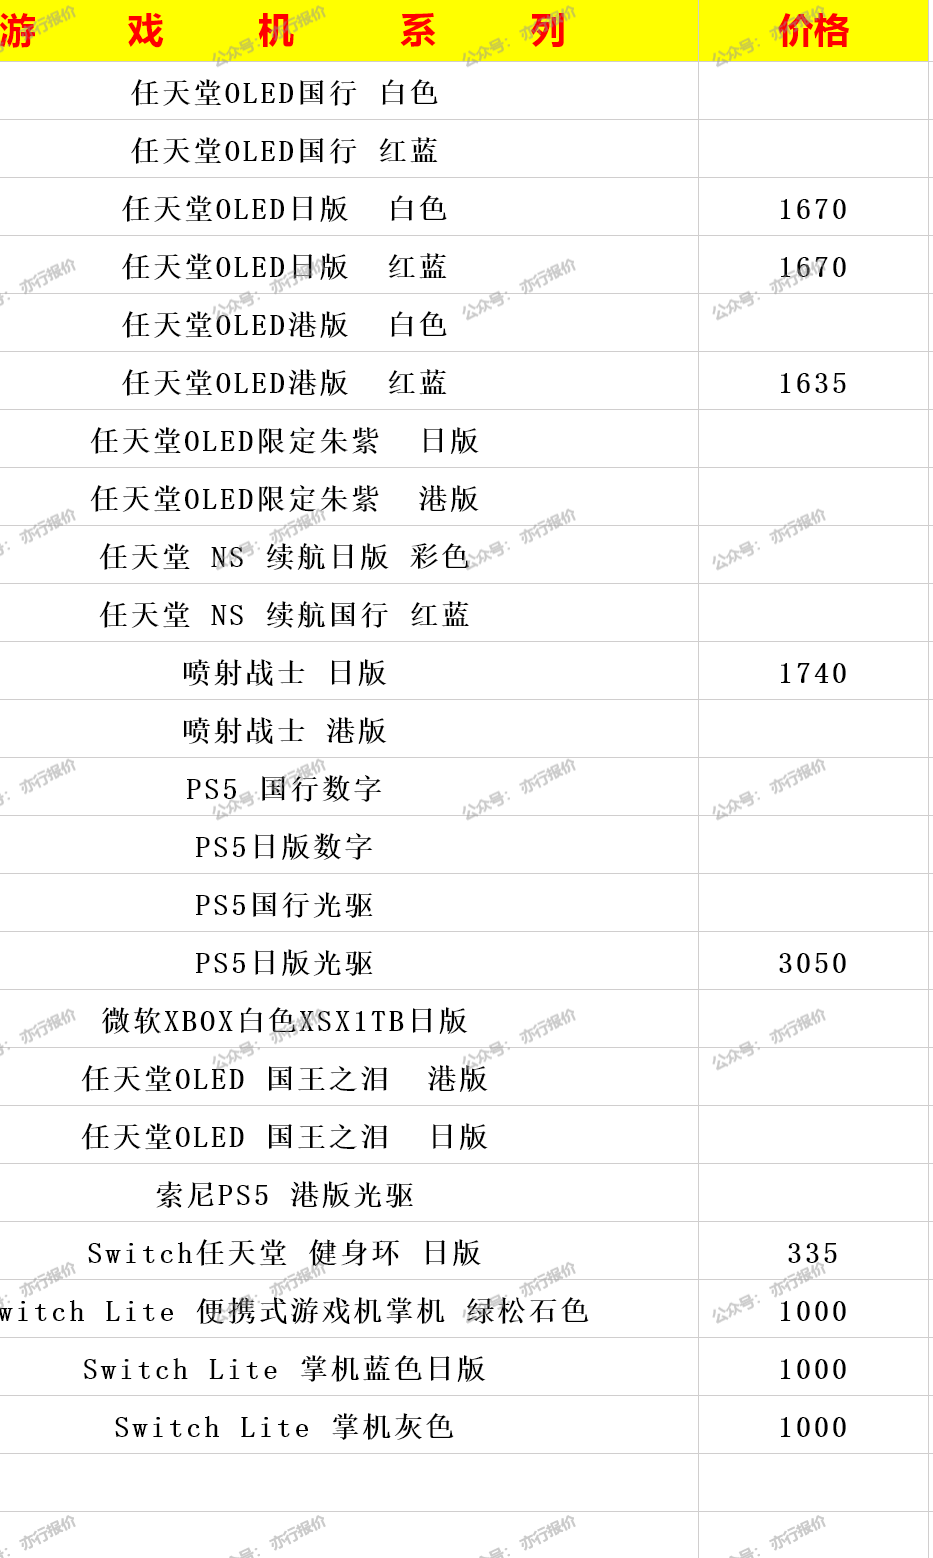 游 戏 机 系 列 价格
任天堂OLED国行 白色
任天堂OLED国行 红蓝
任天堂OLED日版 白色 1670
任天堂OLED日版 红蓝 1670
任天堂OLED港版 白色
任天堂OLED港版 红蓝 1635
任天堂OLED限定朱紫 日版
任天堂OLED限定朱紫 港版
任天堂 NS 续航日版 彩色
任天堂 NS 续航国行 红蓝
喷射战士 日版 1740
喷射战士 港版
PS5 国行数字
PS5日版数字
PS5国行光驱
PS5日版光驱 3050
微软XBOX白色XSX1TB日版
任天堂OLED 国王之泪 港版
任天堂OLED 国王之泪 日版
索尼PS5 港版光驱
Switch任天堂 健身环 日版 335
witch Lite 便携式游戏机掌机 绿松石色 1000
Switch Lite 掌机蓝色日版 1000
Switch Lite 掌机灰色 1000
公众号: 亦行报价